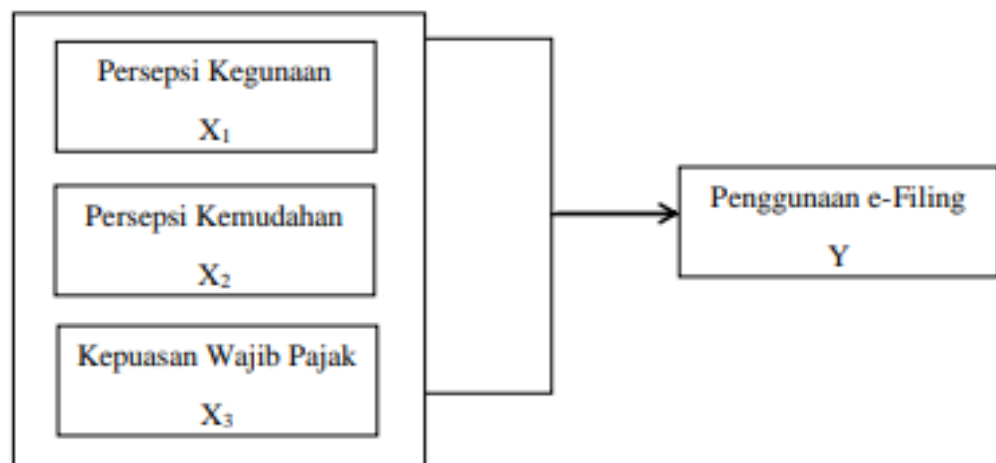 Persepsi Kegunaan
X₁
Persepsi Kemudahan
X₂
Kepuasan Wajib Pajak
X₃
Penggunaan e-Filing
Y